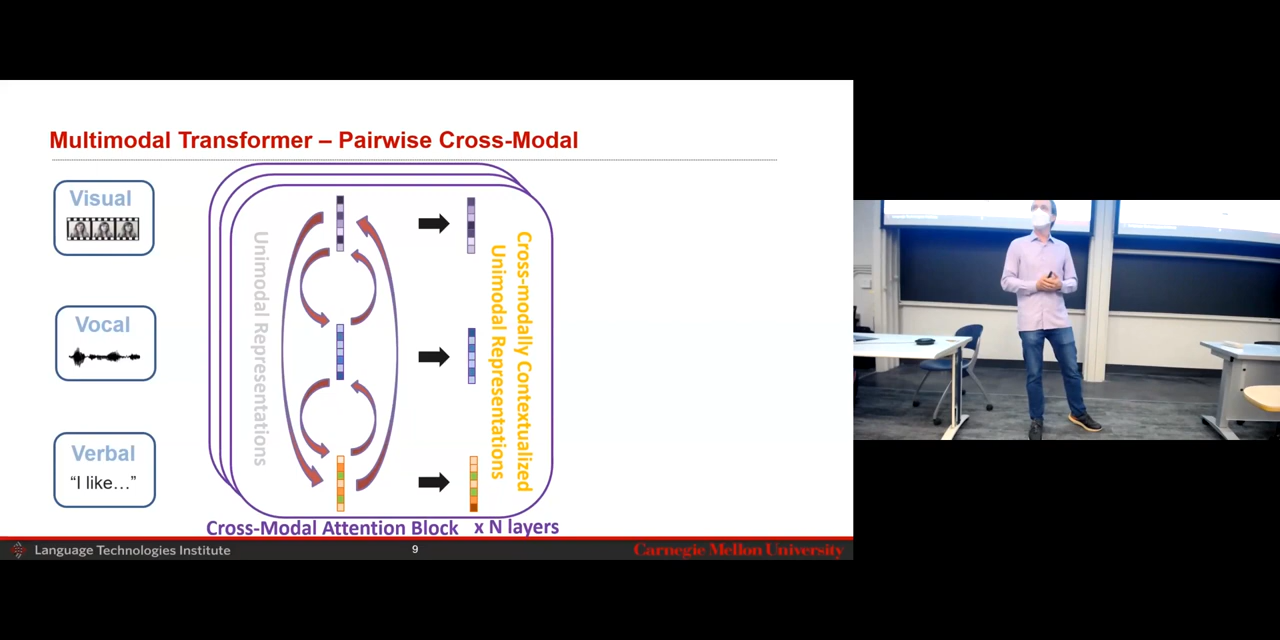 Multimodal Transformer – Pairwise Cross-Modal
Visual
Vocal
Verbal
“I like…”
Unimodal Representations
Cross-modally Contextualized
Unimodal Representations
Cross-Modal Attention Block x N layers
Language Technologies Institute
9
Carnegie Mellon University